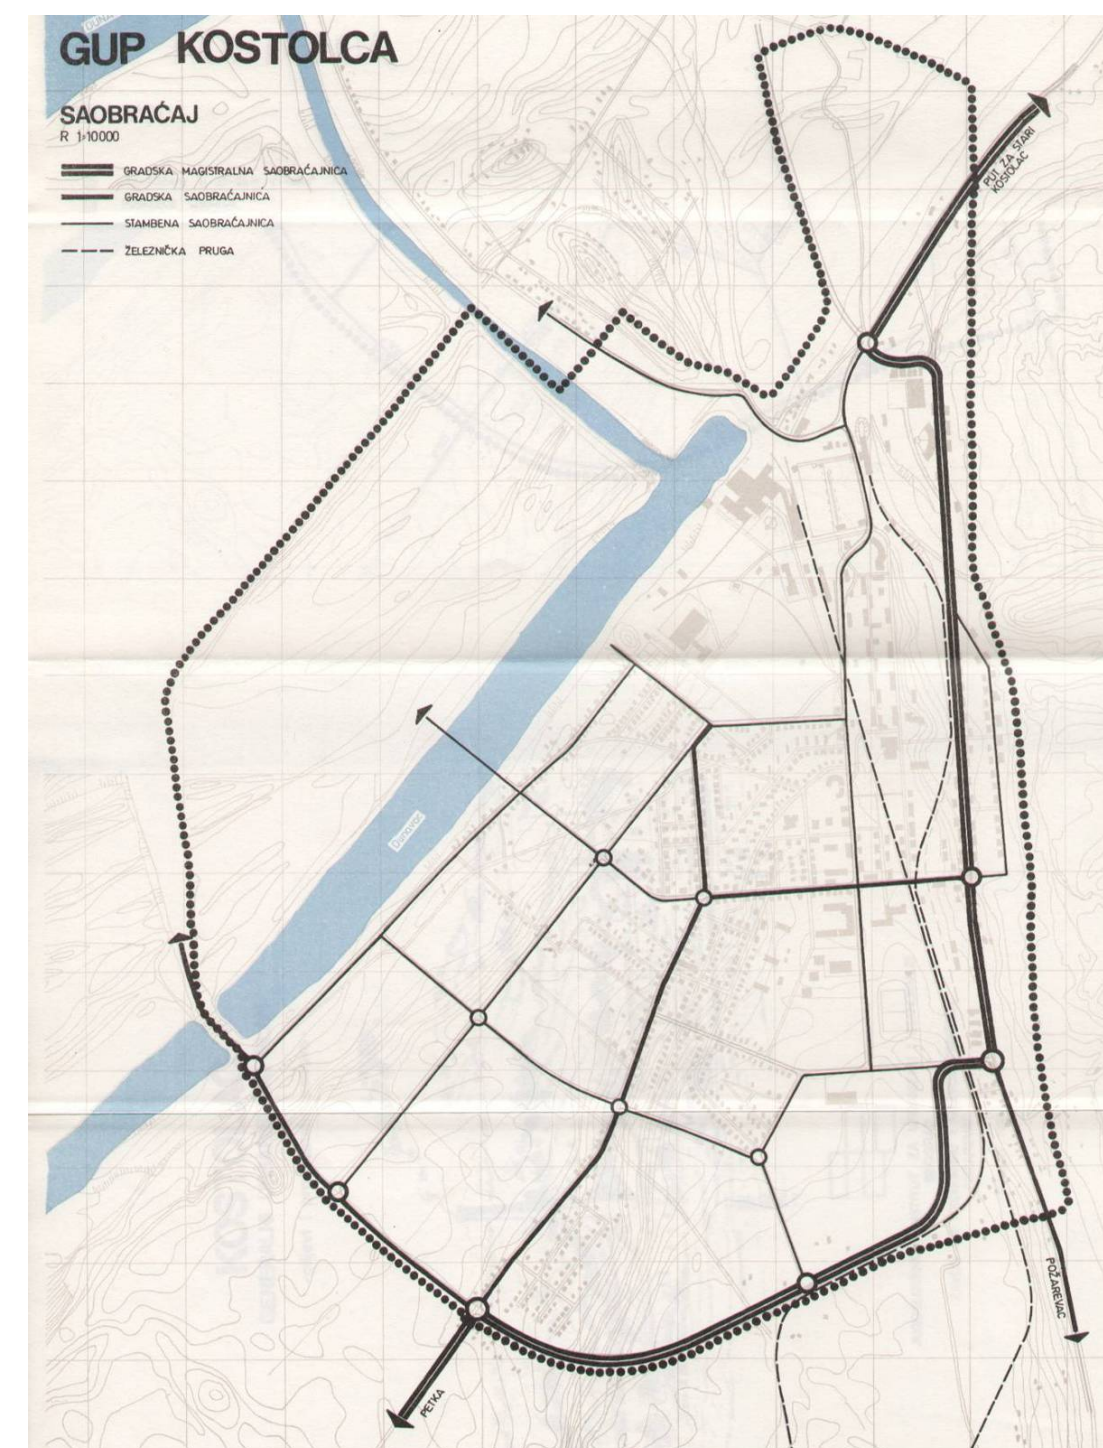 GUP KOSTOLCA
SAOBRAĆAJ
R 1:10000
GRADSKA MAGISTRALNA SAOBRAĆAJNICA
GRADSKA SAOBRAĆAJNICA
STAMBENA SAOBRAĆAJNICA
ŽELEZNIČKA PRUGA
PUT ZA STARI
KOSTOLAC
Dunavac
POŽAREVAC
PETKA